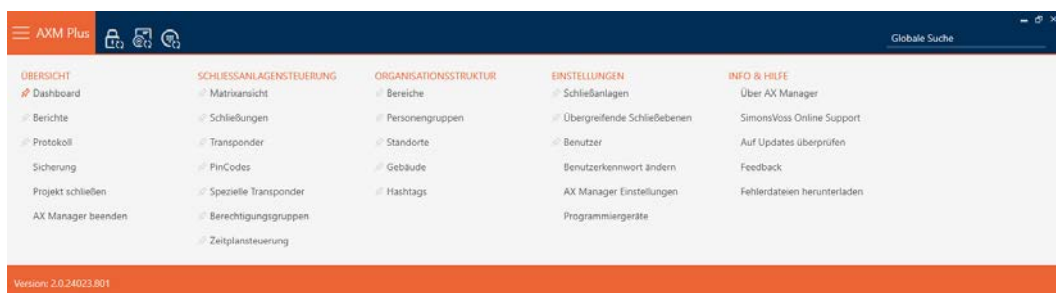 AXM Plus
Globale Suche
ÜBERSICHT
Dashboard
Berichte
Protokoll
Sicherung
Projekt schließen
AX Manager beenden
SCHLIESSANLAGENSTEUERUNG
Matrixansicht
Schließungen
Transponder
PinCodes
Spezielle Transponder
Berechtigungsgruppen
Zeitplansteuerung
ORGANISATIONSSTRUKTUR
Bereiche
Personengruppen
Standorte
Gebäude
Hashtags
EINSTELLUNGEN
Schließanlagen
Übergreifende Schließebenen
Benutzer
Benutzerkennwort ändern
AX Manager Einstellungen
Programmiergeräte
INFO & HILFE
Über AX Manager
SimonsVoss Online Support
Auf Updates überprüfen
Feedback
Fehlerdateien herunterladen
Version: 2.0.24023.801